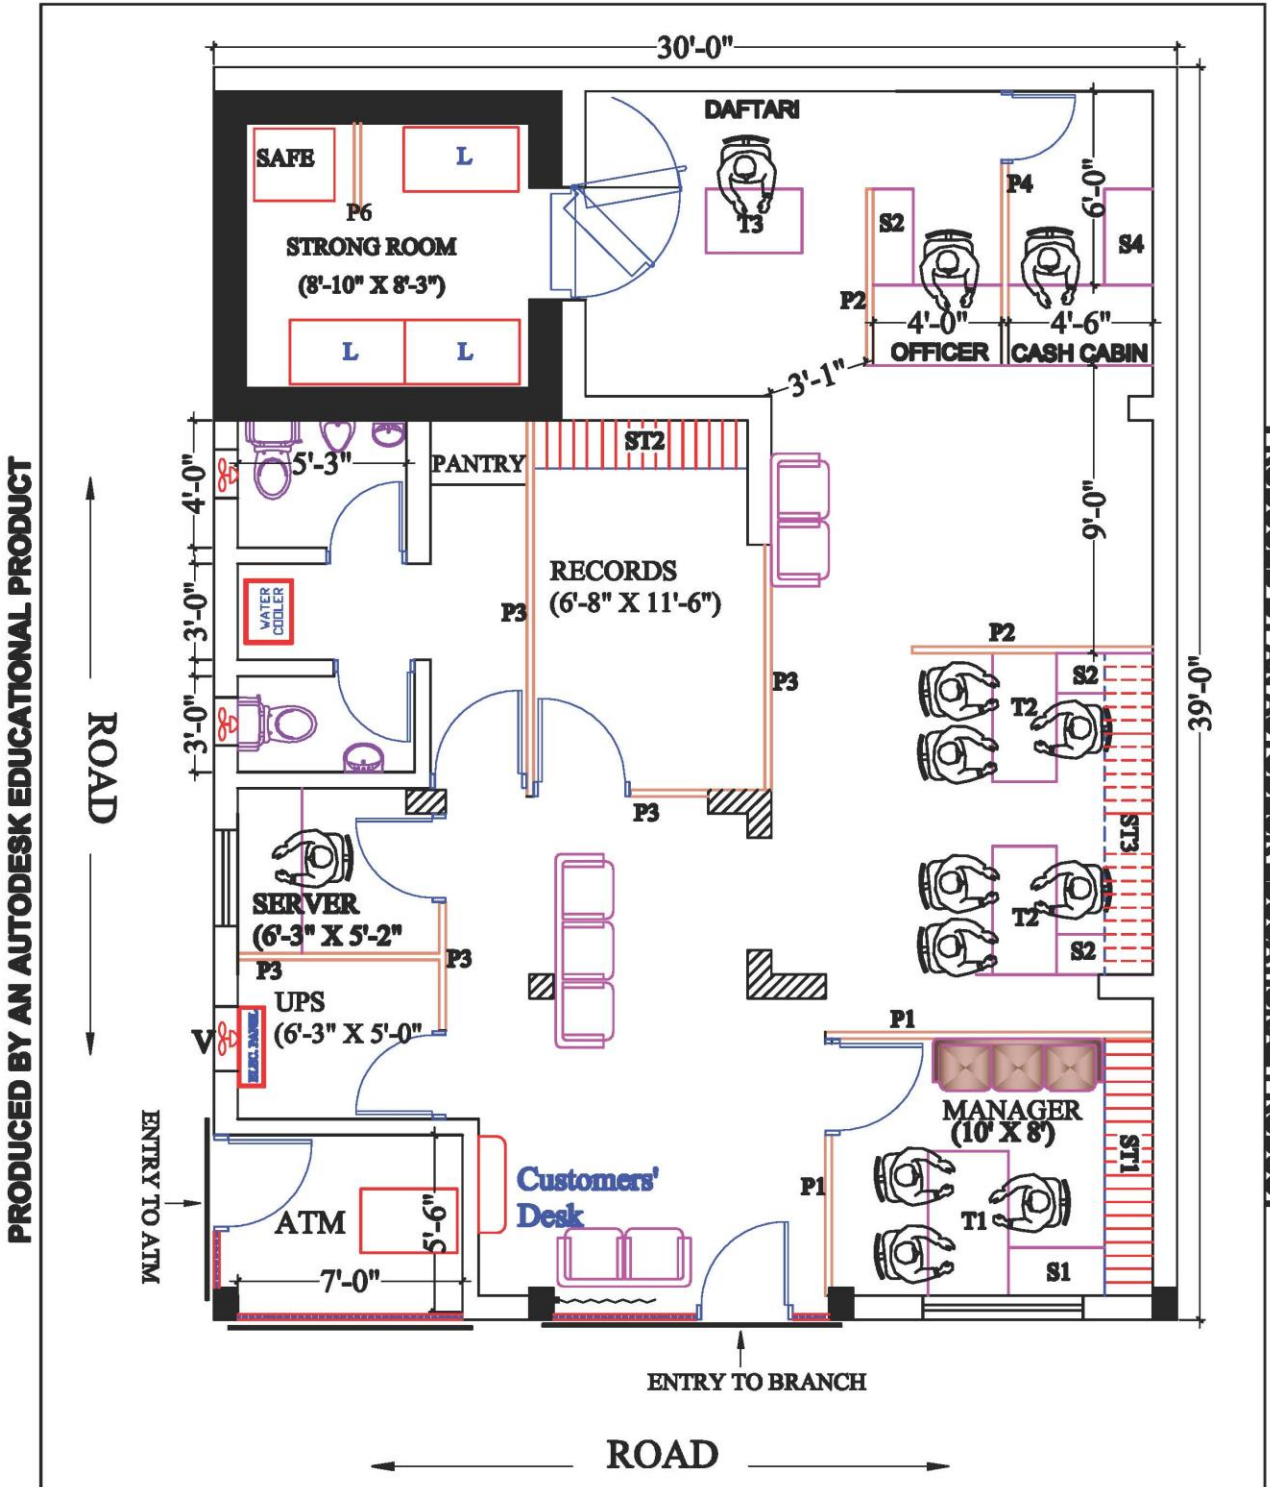 30'-0"
DAFTARI
SAFE
L
P6
STRONG ROOM
(8'-10" X 8'-3")
L
L
T3
S2
P4
9'-0"
S4
P2
4'-0"
4'-6"
OFFICER
CASH CABIN
3'-1"
ST2
5'-3"
PANTRY
4'-0"
9'-0"
RECORDS
(6'-8" X 11'-6")
WATER
COOLER
3'-0"
P3
P2
P3
S2
T2
39'-0"
3'-0"
ROAD
P3
ST3
SERVER
(6'-3" X 5'-2"
P3
P3
T2
S2
UPS
(6'-3" X 5'-0"
V
ELEC. PANEL
P1
MANAGER
(10' X 8')
ST1
ENTRY TO ATM
Customers'
Desk
P1
ATM
5'-6"
T1
7'-0"
S1
ENTRY TO BRANCH
ROAD
PRODUCED BY AN AUTODESK EDUCATIONAL PRODUCT